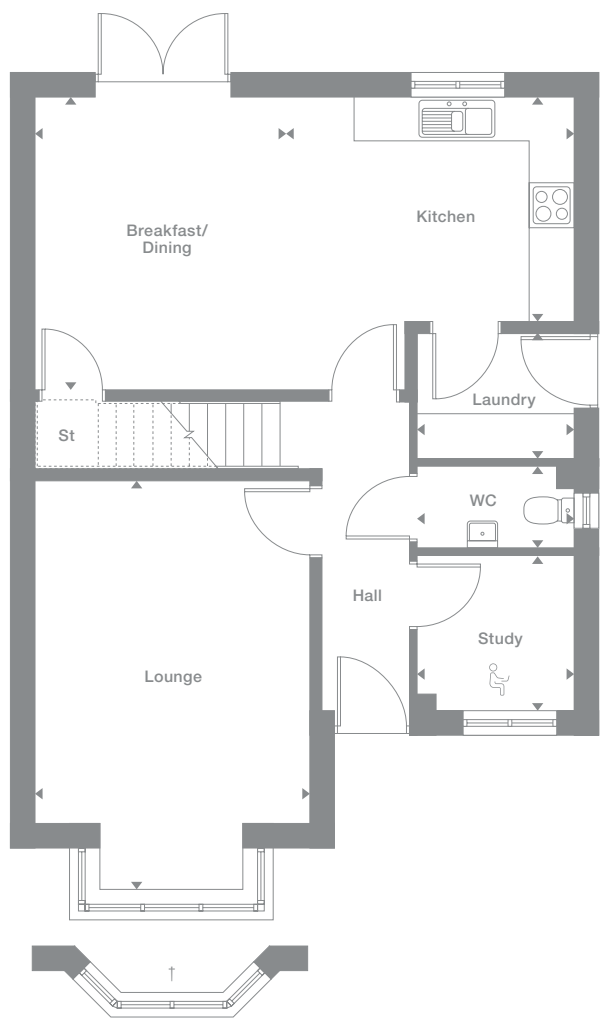 Breakfast/
Dining
Kitchen
Laundry
St
WC
Hall
Study
Lounge
†